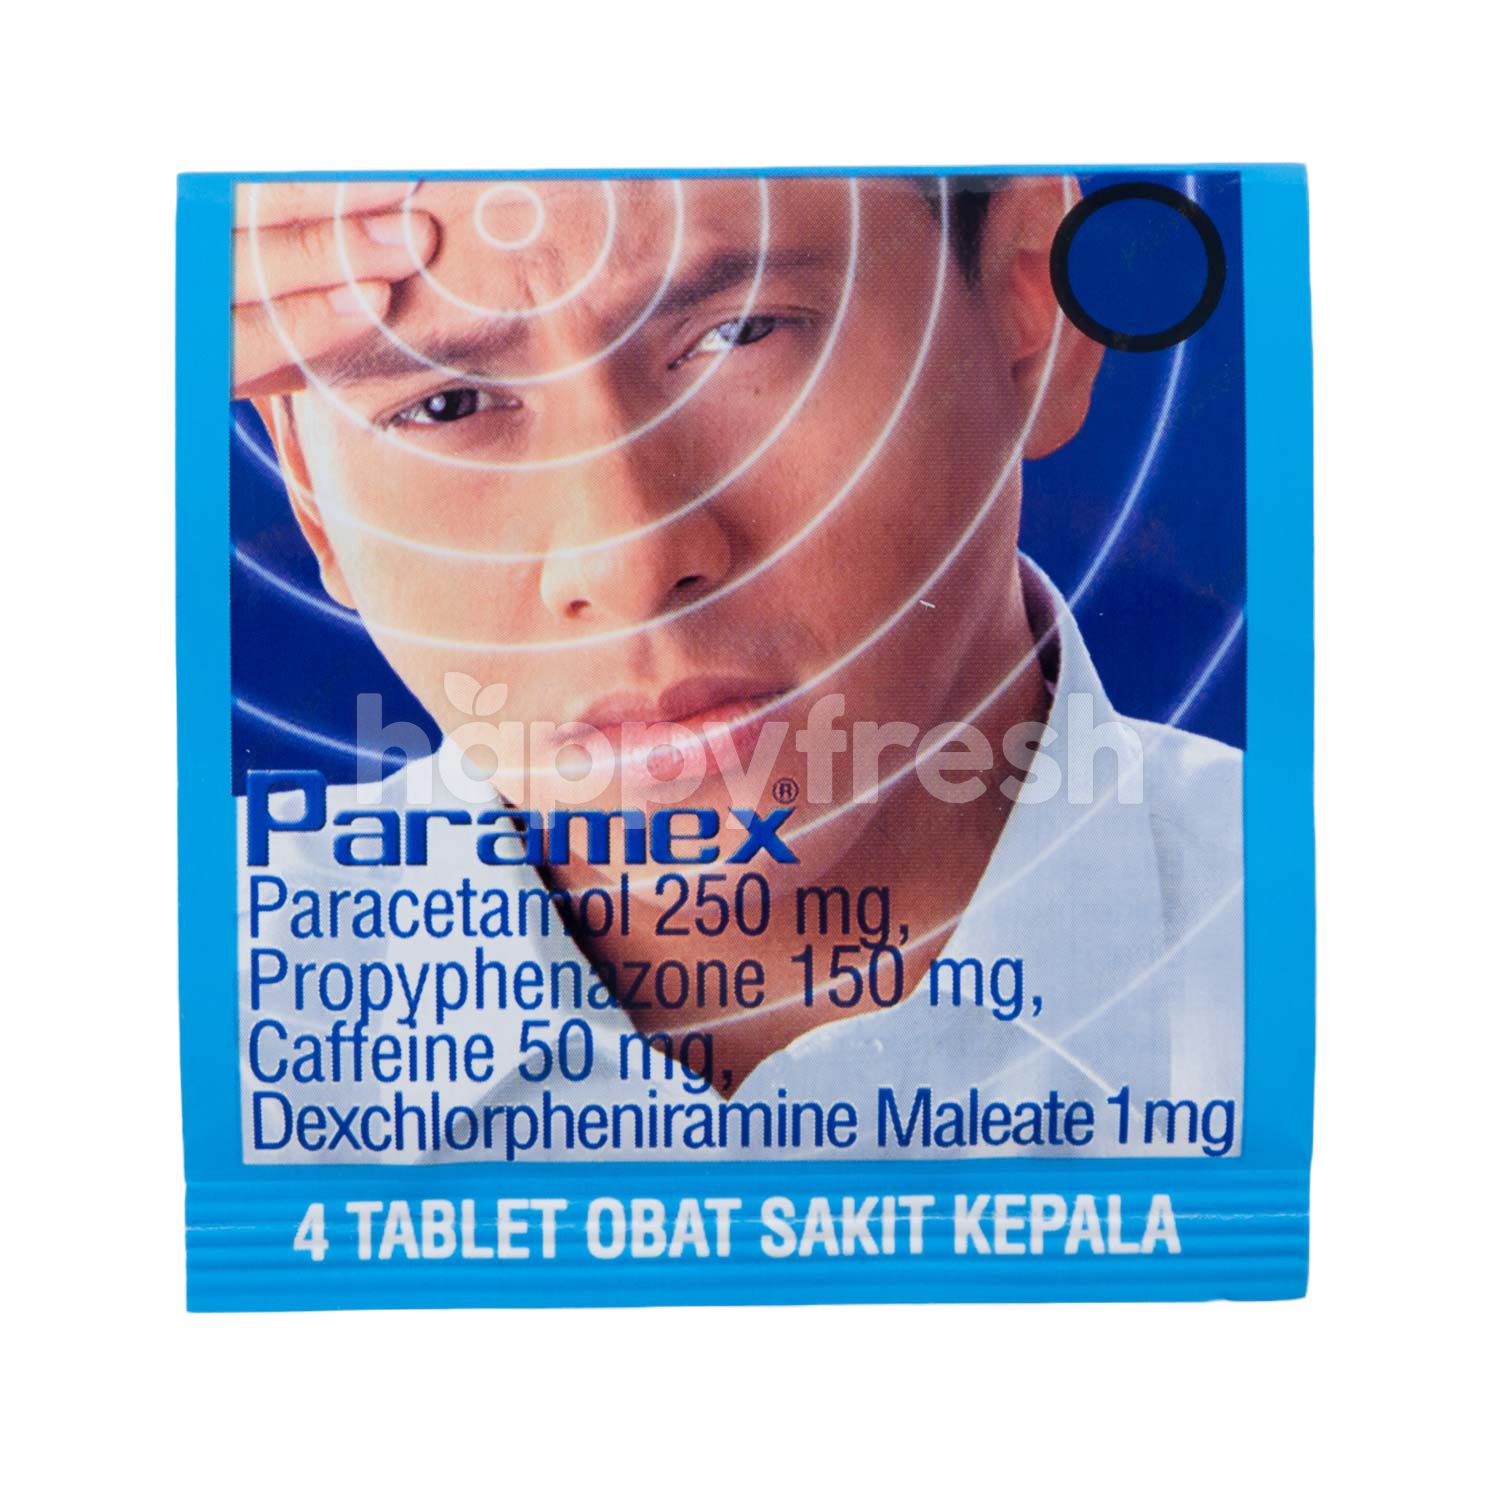 happyfresh
Paramex®
Paracetamol 250 mg,
Propyphenazone 150 mg,
Caffeine 50 mg,
Dexchlorpheniramine Maleate 1mg
4 TABLET OBAT SAKIT KEPALA